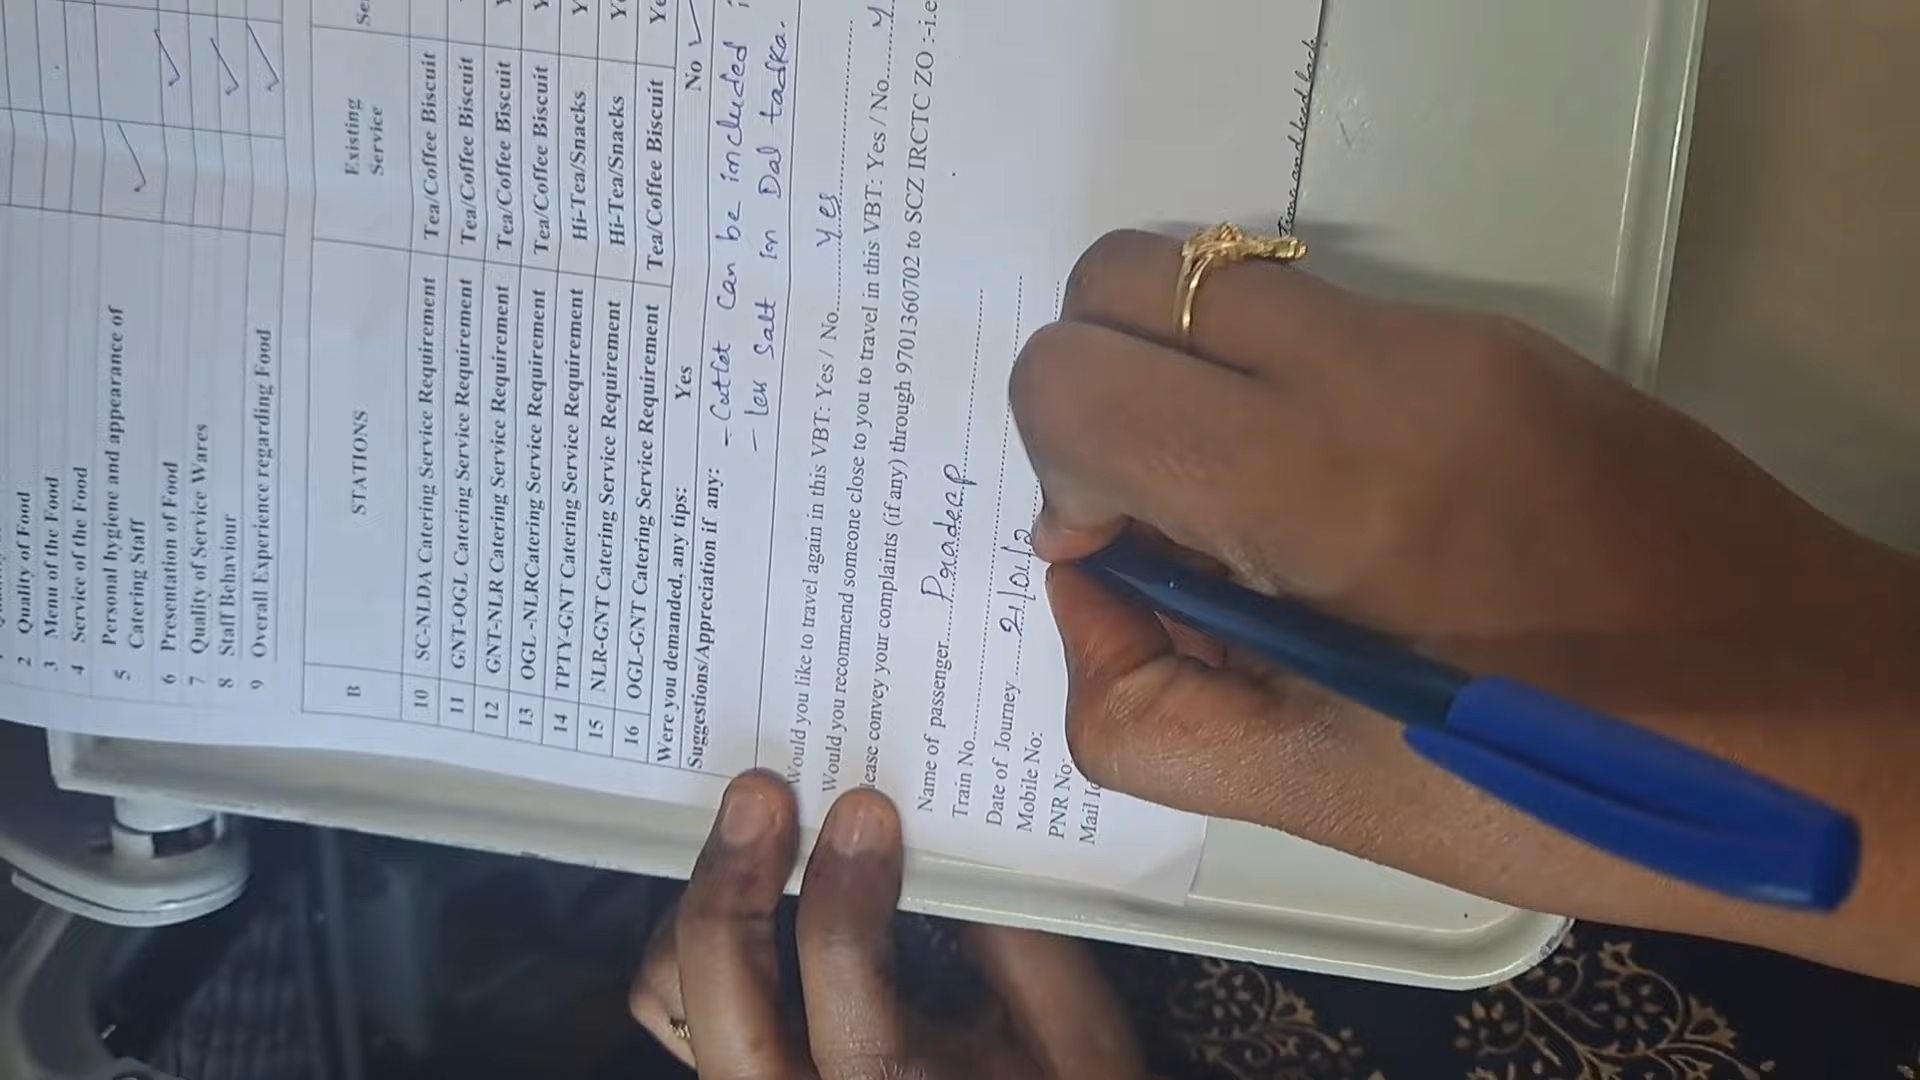 2 Quality of Food
3 Menu of the Food
4 Service of the Food
5 Personal hygiene and appearance of
Catering Staff
6 Presentation of Food
7 Quality of Service Wares
8 Staff Behaviour
9 Overall Experience regarding Food
B STATIONS Existing
Service
10 SC-NLDA Catering Service Requirement Tea/Coffee Biscuit
11 GNT-OGL Catering Service Requirement Tea/Coffee Biscuit
12 GNT-NLR Catering Service Requirement Tea/Coffee Biscuit
13 OGL -NLRCatering Service Requirement Tea/Coffee Biscuit
14 TPTY-GNT Catering Service Requirement Hi-Tea/Snacks
15 NLR-GNT Catering Service Requirement Hi-Tea/Snacks
16 OGL-GNT Catering Service Requirement Tea/Coffee Biscuit
Were you demanded, any tips: Yes No ✓
Suggestions/Appreciation if any: - Cutlet can be included
- less salt in Dal tadka.
Would you like to travel again in this VBT: Yes / No yes
Would you recommend someone close to you to travel in this VBT: Yes / No
lease convey your complaints (if any) through 9701360702 to SCZ IRCTC ZO :-i.e
Name of passenger Pradeep
Train No
Date of Journey 21/01/2
Mobile No:
PNR No:
Mail